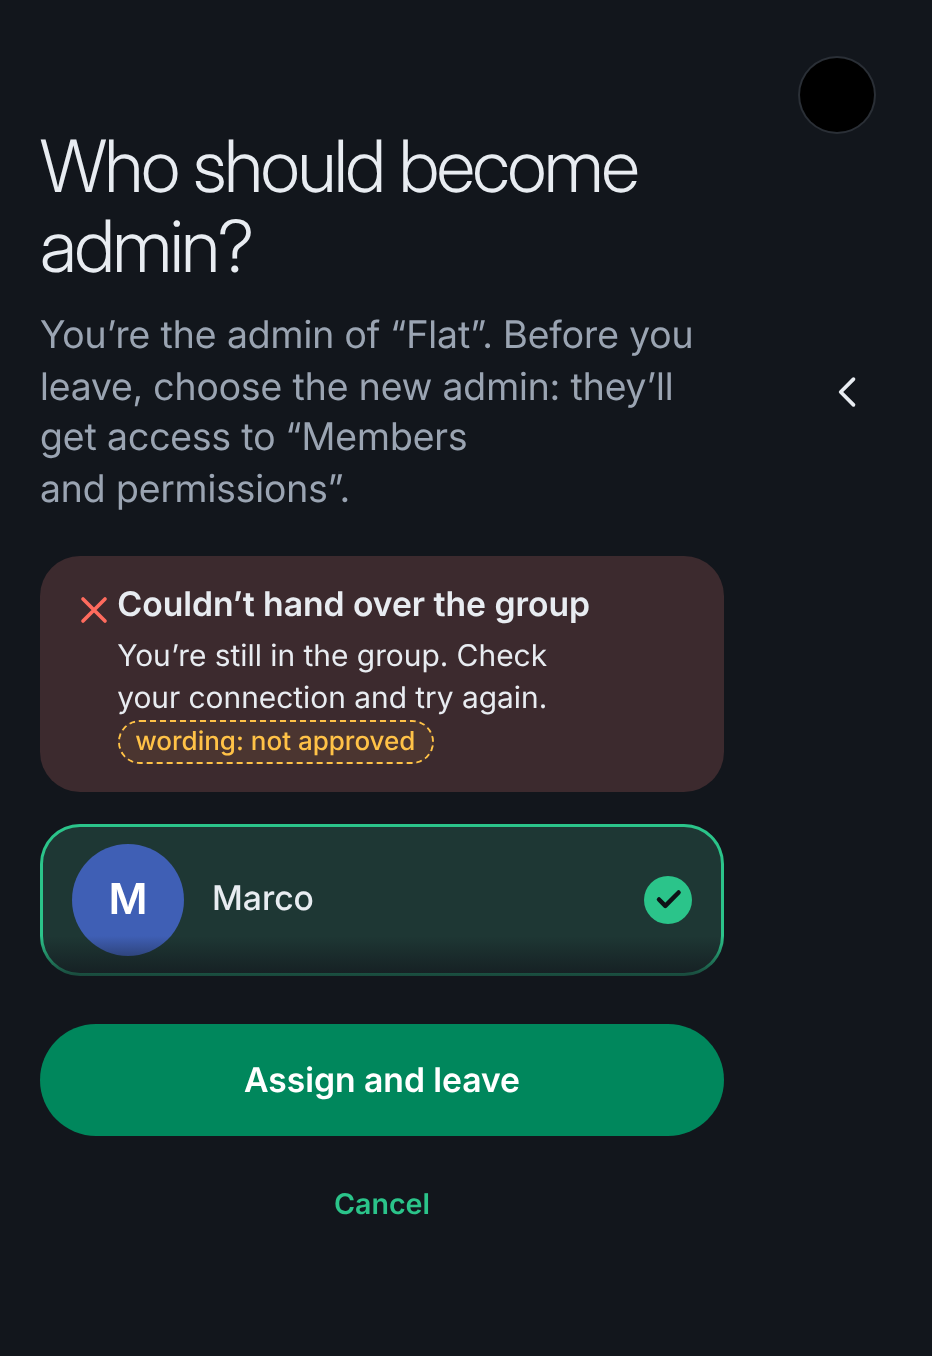 Who should become
admin?
You’re the admin of “Flat”. Before you
leave, choose the new admin: they’ll
get access to “Members
and permissions”.
Couldn’t hand over the group
You’re still in the group. Check
your connection and try again.
wording: not approved
M
Marco
Assign and leave
Cancel